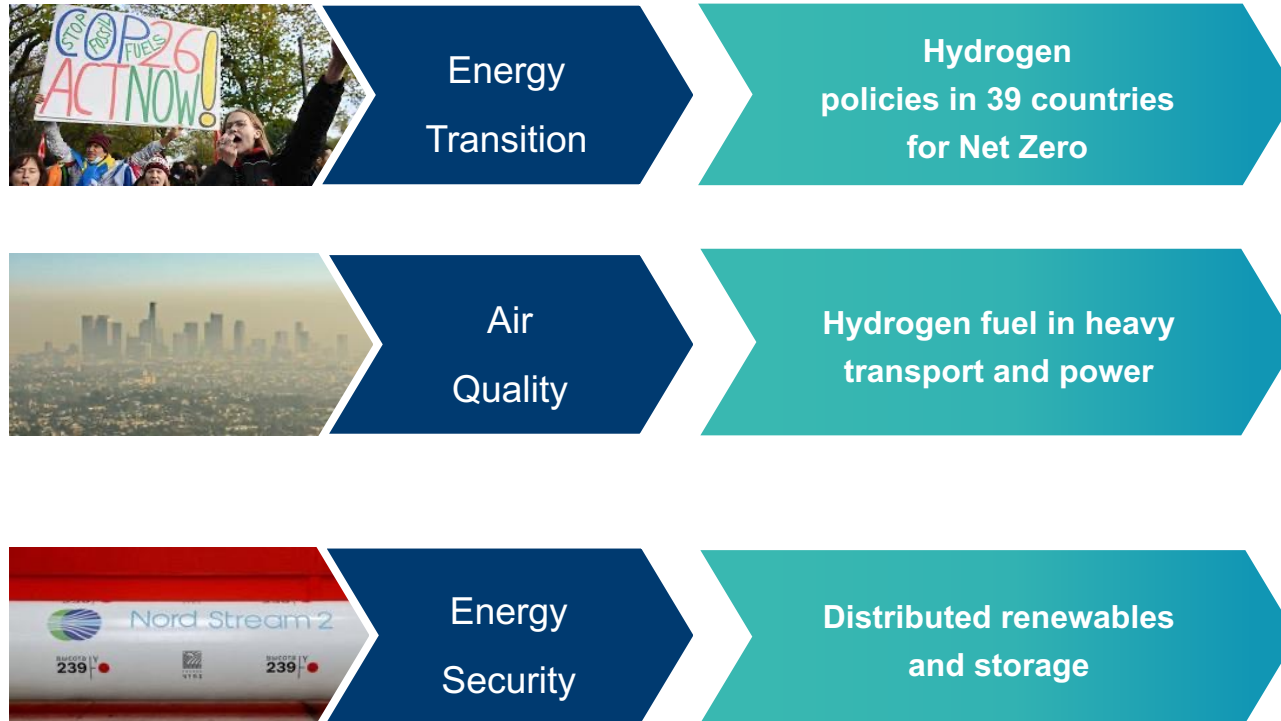 COP26
STOP FOSSIL FUELS
ACT NOW!
Energy
Transition
Hydrogen
policies in 39 countries
for Net Zero
Air
Quality
Hydrogen fuel in heavy
transport and power
Nord Stream 2
239
239
Energy
Security
Distributed renewables
and storage